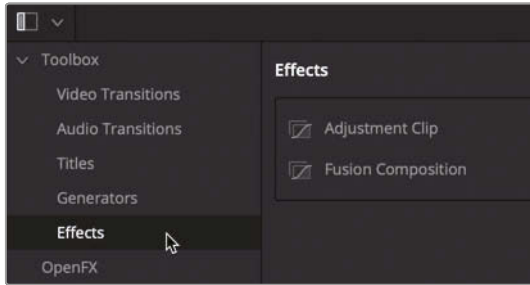 Toolbox
Video Transitions
Audio Transitions
Titles
Generators
Effects
OpenFX
Effects
Adjustment Clip
Fusion Composition